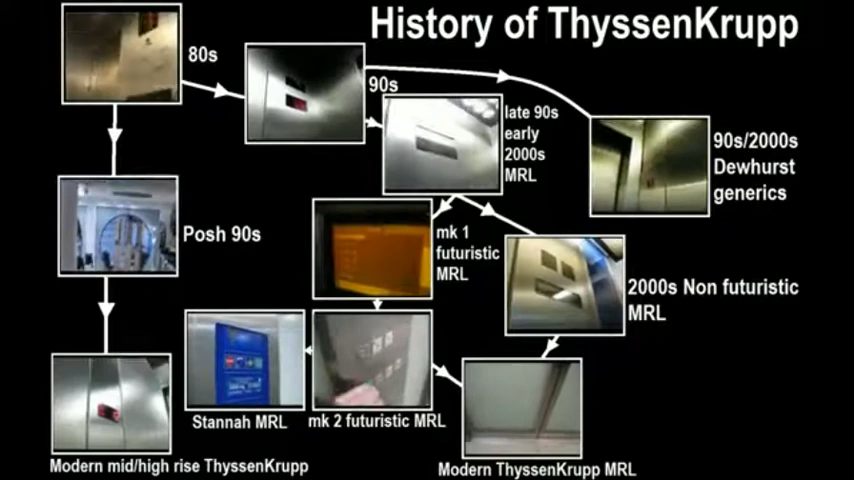 History of ThyssenKrupp
80s
90s
late 90s
early
2000s
MRL
90s/2000s
Dewhurst
generics
Posh 90s
mk 1
futuristic
MRL
2000s Non futuristic
MRL
Stannah MRL
mk 2 futuristic MRL
Modern mid/high rise ThyssenKrupp
Modern ThyssenKrupp MRL